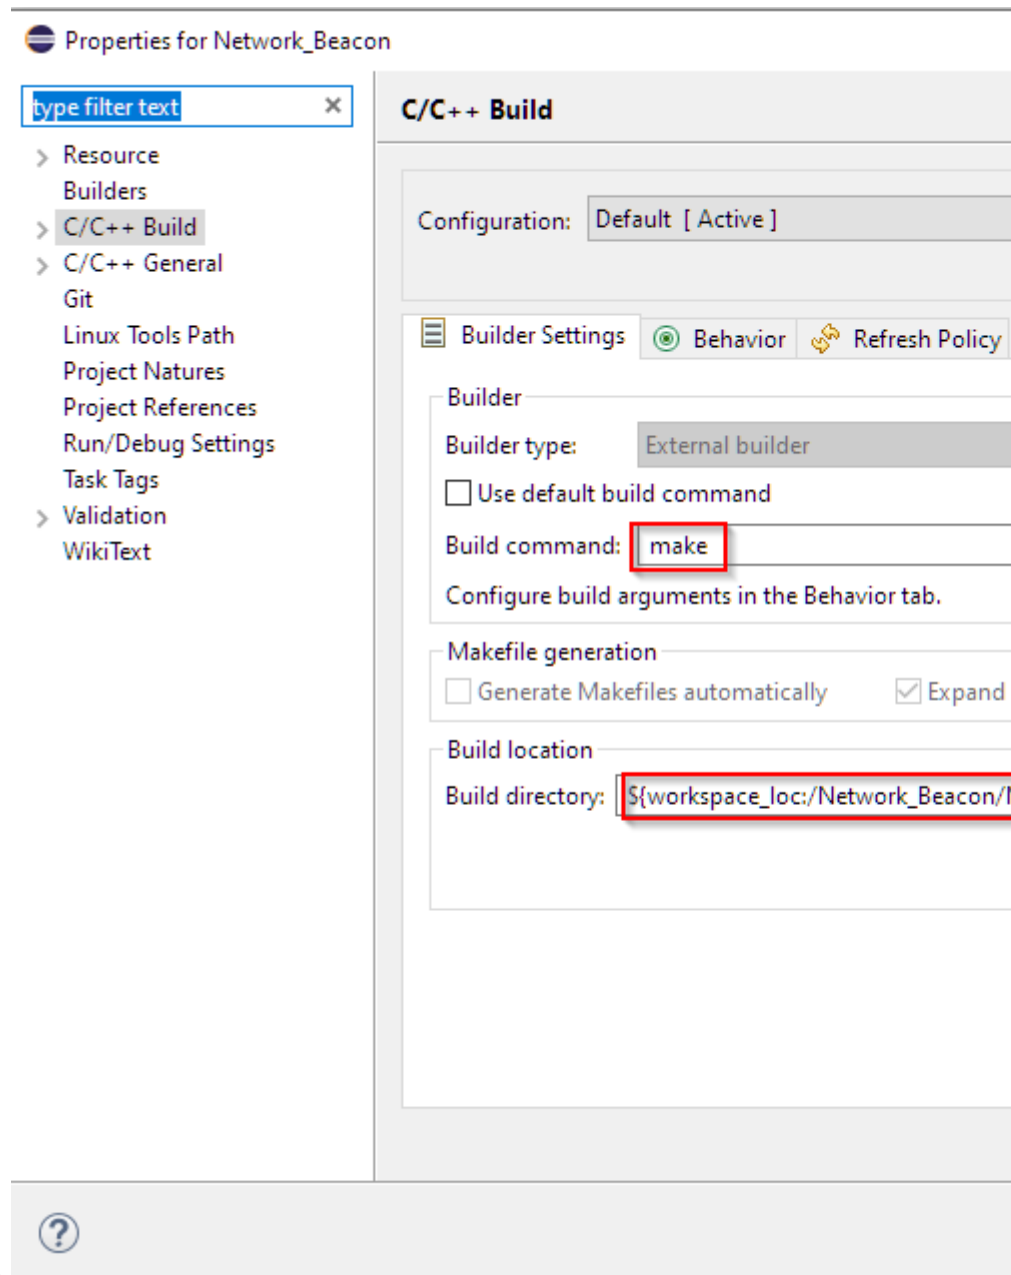 Properties for Network_Beacon
type filter text
Resource
Builders
C/C++ Build
C/C++ General
Git
Linux Tools Path
Project Natures
Project References
Run/Debug Settings
Task Tags
Validation
WikiText
C/C++ Build
Configuration: Default [ Active ]
Builder Settings Behavior Refresh Policy
Builder
Builder type: External builder
Use default build command
Build command: make
Configure build arguments in the Behavior tab.
Makefile generation
Generate Makefiles automatically Expand
Build location
Build directory: ${workspace_loc:/Network_Beacon/